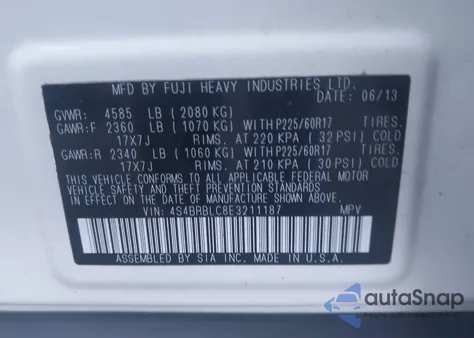 MFD BY FUJI HEAVY INDUSTRIES LTD.
DATE: 06/13
GVWR: 4585 LB (2080 KG)
GAWR:F 2360 LB (1070 KG) WITH P225/60R17 TIRES
17X7J RIMS. AT 220 KPA (32 PSI) COLD
GAWR:R 2340 LB (1060 KG) WITH P225/60R17 TIRES
17X7J RIMS. AT 210 KPA (30 PSI) COLD
THIS VEHICLE CONFORMS TO ALL APPLICABLE FEDERAL MOTOR
VEHICLE SAFETY AND THEFT PREVENTION STANDARDS
IN EFFECT ON THE DATE OF MANUFACTURE SHOWN ABOVE.
VIN: 4S4BRBLC8E3211187 MPV
ASSEMBLED BY SIA INC. MADE IN U.S.A.
autoSnap
by AutoAuctions.io